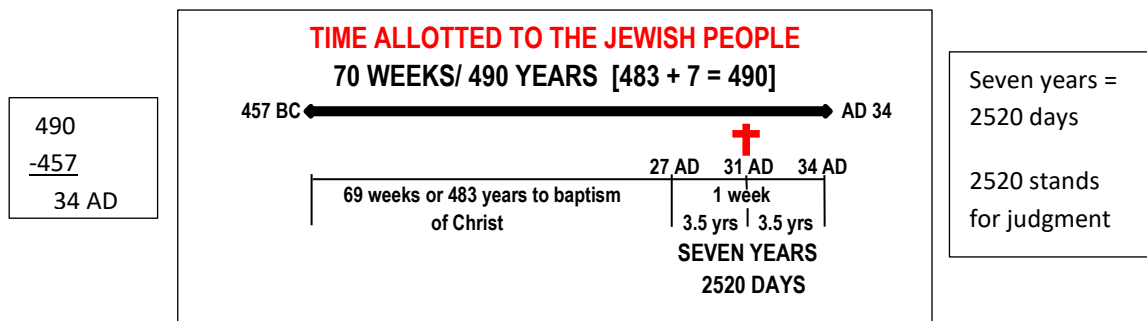 TIME ALLOTTED TO THE JEWISH PEOPLE
70 WEEKS/ 490 YEARS [483 + 7 = 490]
457 BC
AD 34
490
-457
34 AD
27 AD
31 AD
34 AD
69 weeks or 483 years to baptism
of Christ
1 week
3.5 yrs
3.5 yrs
SEVEN YEARS
2520 DAYS
Seven years =
2520 days
2520 stands
for judgment